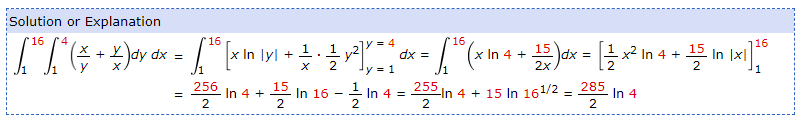 Solution or Explanation
∫₁¹⁶ ∫₁⁴ (x/y + y/x) dy dx = ∫₁¹⁶ [x ln |y| + 1/x · 1/2 y²]_{y = 1}^{y = 4} dx = ∫₁¹⁶ (x ln 4 + 15/2x) dx = [1/2 x² ln 4 + 15/2 ln |x|]₁¹⁶
= 256/2 ln 4 + 15/2 ln 16 − 1/2 ln 4 = 255/2 ln 4 + 15 ln 16^{1/2} = 285/2 ln 4